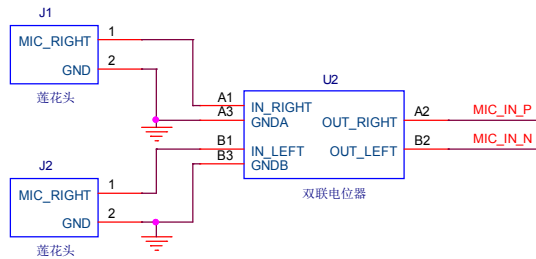 J1
MIC_RIGHT 1
GND 2
莲花头
U2
A1 IN_RIGHT
A3 GNDA
B1 IN_LEFT
B3 GNDB
OUT_RIGHT A2 MIC_IN_P
OUT_LEFT B2 MIC_IN_N
双联电位器
J2
MIC_RIGHT 1
GND 2
莲花头